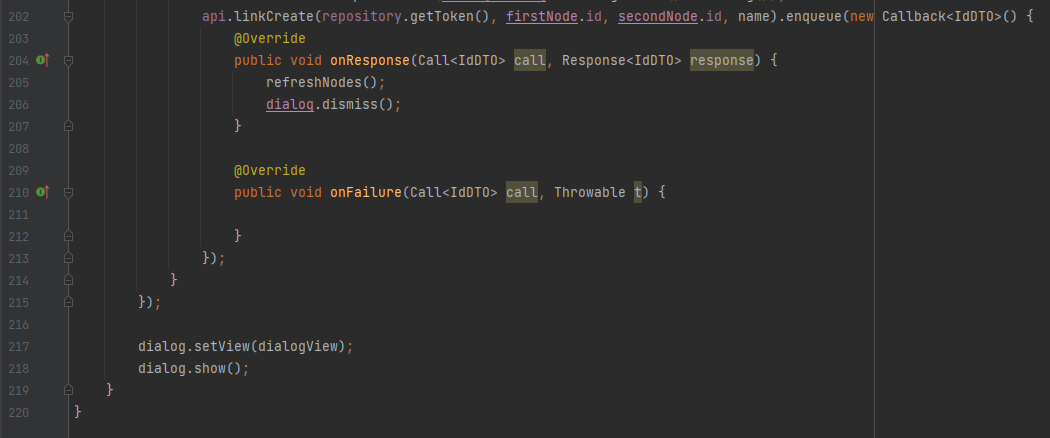 202 api.linkCreate(repository.getToken(), firstNode.id, secondNode.id, name).enqueue(new Callback<IdDTO>() {
203 @Override
204 public void onResponse(Call<IdDTO> call, Response<IdDTO> response) {
205 refreshNodes();
206 dialog.dismiss();
207 }
208
209 @Override
210 public void onFailure(Call<IdDTO> call, Throwable t) {
211
212 }
213 });
214 }
215 });
216
217 dialog.setView(dialogView);
218 dialog.show();
219 }
220 }